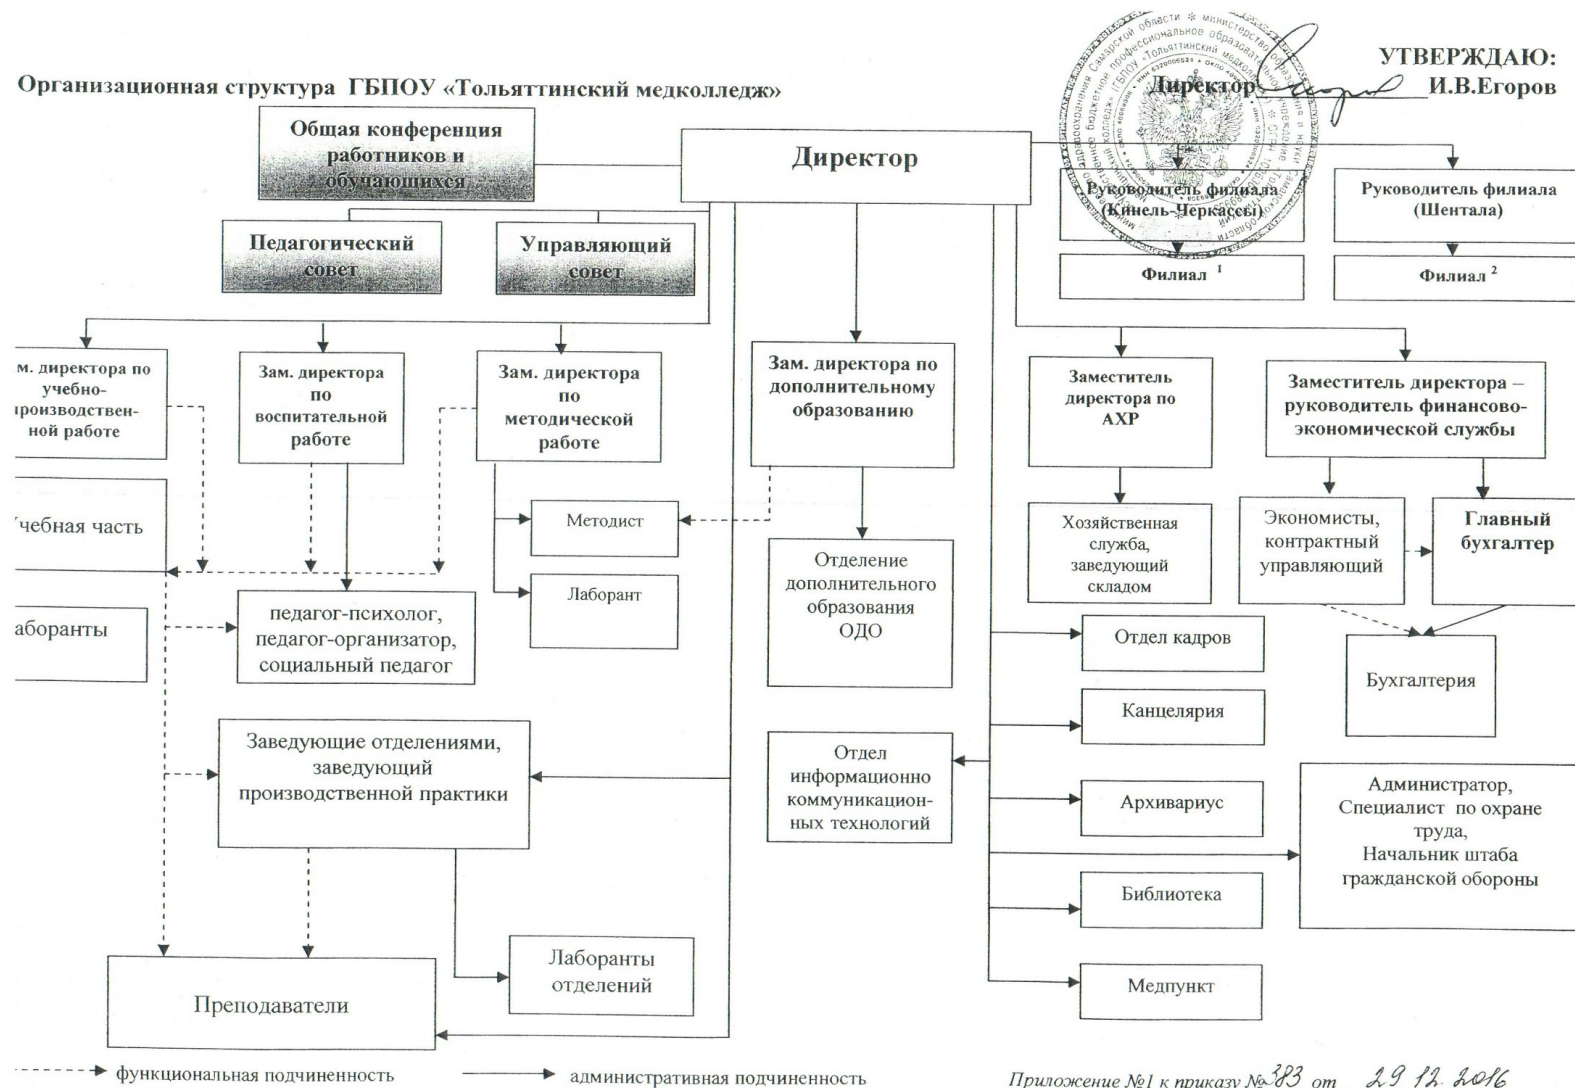 УТВЕРЖДАЮ:
Организационная структура ГБПОУ «Тольяттинский медколледж»
Директор И.В.Егоров
Общая конференция
работников и
обучающихся
Директор
Руководитель филиала
(Кинель-Черкассы)
Руководитель филиала
(Шентала)
Педагогический
совет
Управляющий
совет
Филиал 1
Филиал 2
м. директора по
учебно-
производствен-
ной работе
Зам. директора
по
воспитательной
работе
Зам. директора
по
методической
работе
Зам. директора по
дополнительному
образованию
Заместитель
директора по
АХР
Заместитель директора –
руководитель финансово-
экономической службы
чебная часть
Методист
Лаборант
Отделение
дополнительного
образования
ОДО
Хозяйственная
служба,
заведующий
складом
Экономисты,
контрактный
управляющий
Главный
бухгалтер
аборанты
педагог-психолог,
педагог-организатор,
социальный педагог
Отдел кадров
Бухгалтерия
Канцелярия
Заведующие отделениями,
заведующий
производственной практики
Отдел
информационно
коммуникацион-
ных технологий
Архивариус
Администратор,
Специалист по охране
труда,
Начальник штаба
гражданской обороны
Библиотека
Лаборанты
отделений
Медпункт
Преподаватели
функциональная подчиненность
административная подчиненность
Приложение №1 к приказу № 383 от 29.12.2016